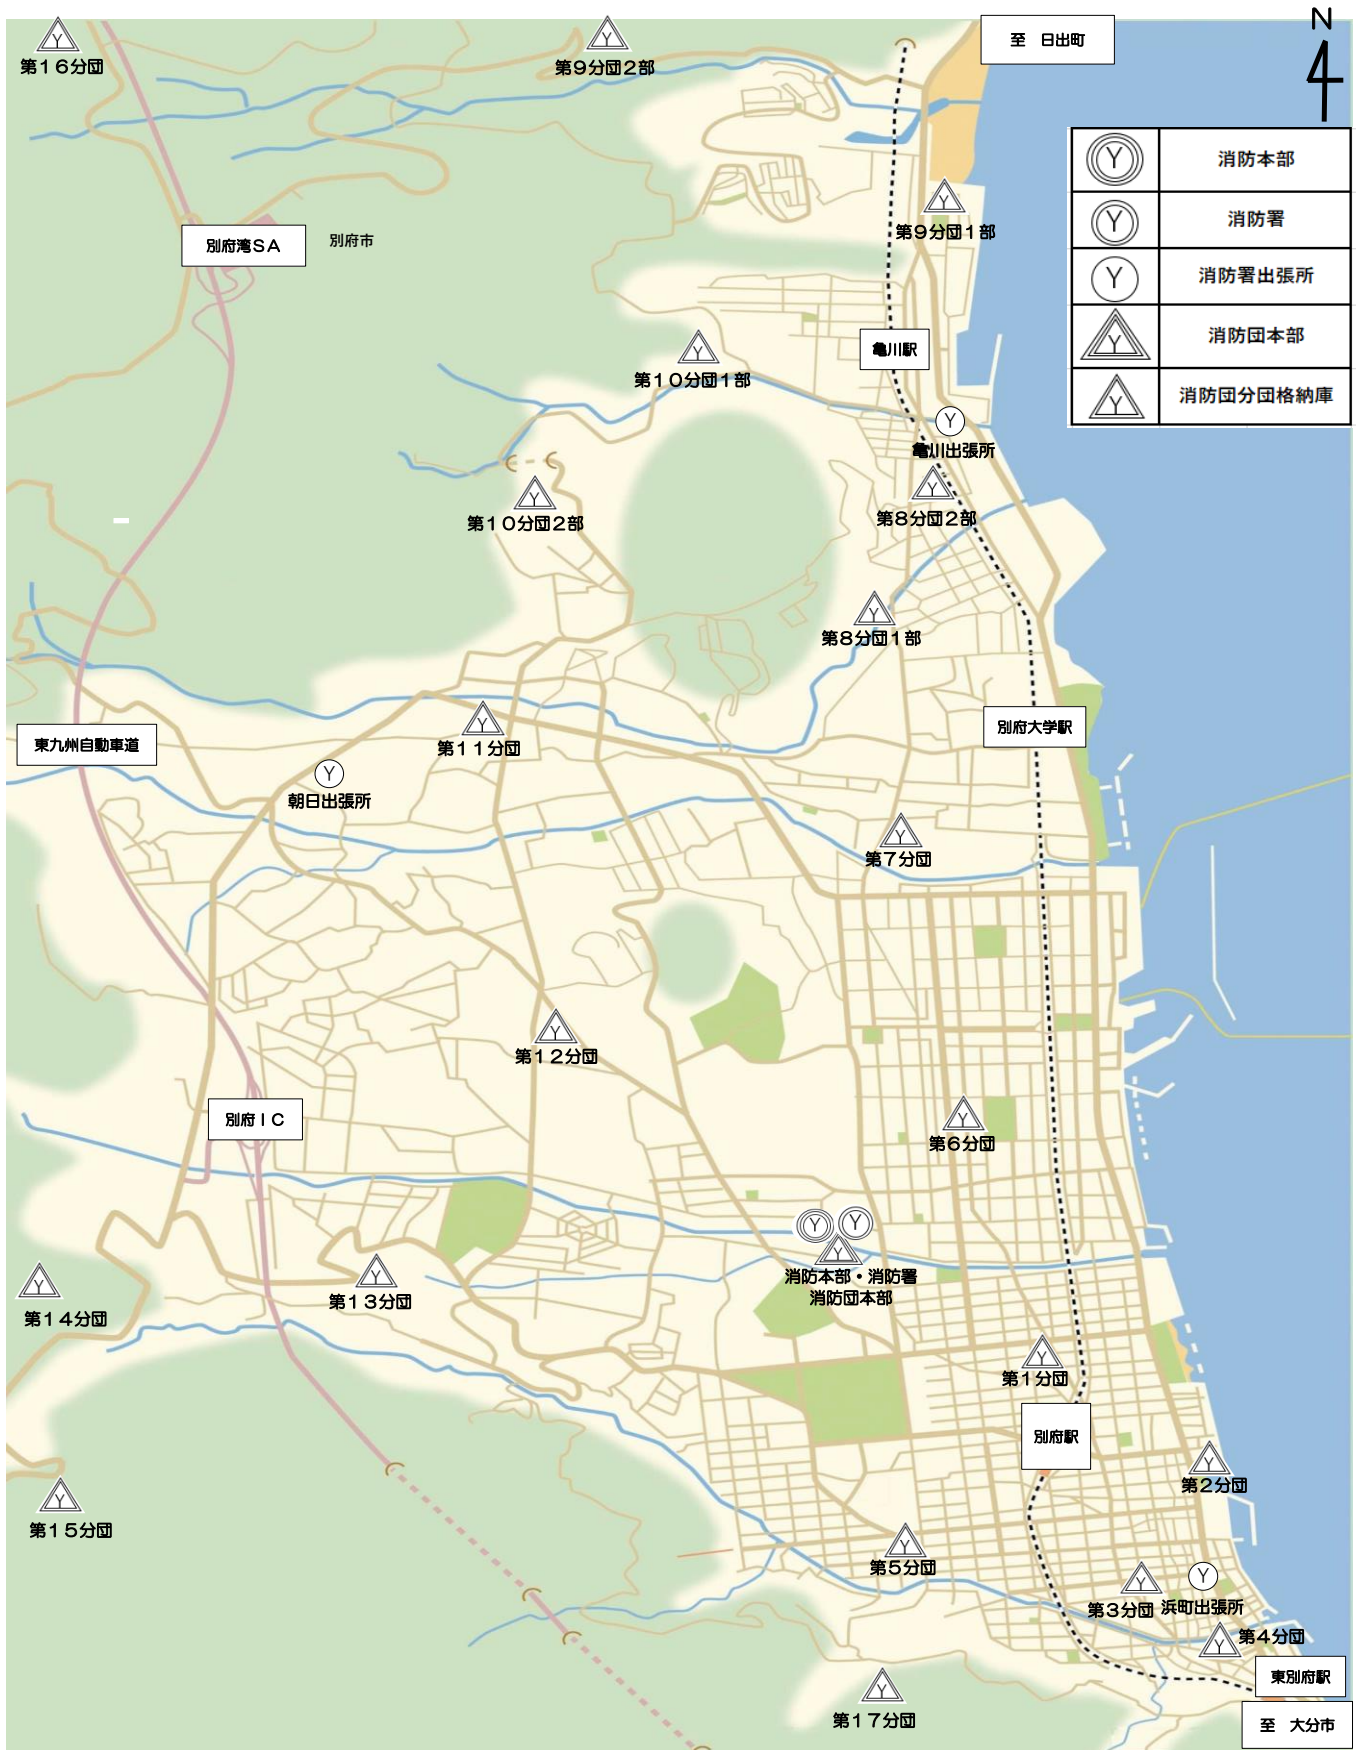 N
至　日出町
第１６分団
第９分団２部
Y
消防本部
Y
消防署
Y
消防署出張所
Y
消防団本部
Y
消防団分団格納庫
第９分団１部
別府湾ＳＡ
別府市
亀川駅
第１０分団１部
亀川出張所
第１０分団２部
第８分団２部
第８分団１部
別府大学駅
東九州自動車道
第１１分団
朝日出張所
第７分団
第１２分団
別府ＩＣ
第６分団
消防本部・消防署
消防団本部
第１３分団
第１４分団
第１分団
別府駅
第２分団
第１５分団
第５分団
第３分団
浜町出張所
第４分団
東別府駅
第１７分団
至　大分市